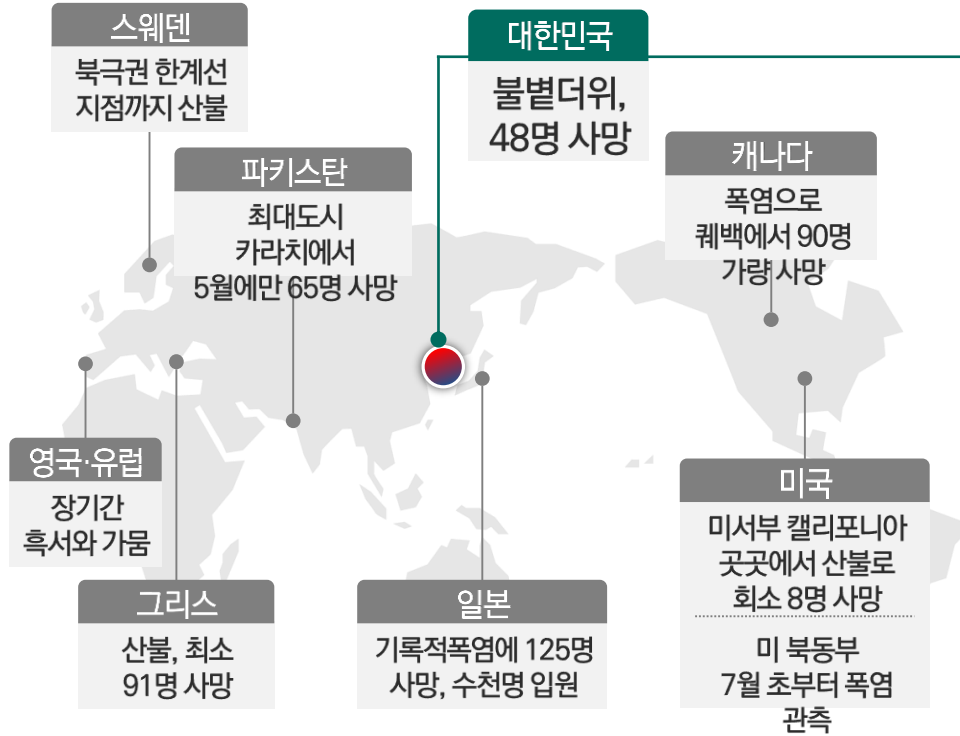 스웨덴
북극권 한계선
지점까지 산불
대한민국
불볕더위,
48명 사망
파키스탄
최대도시
카라치에서
5월에만 65명 사망
캐나다
폭염으로
퀘백에서 90명
가량 사망
영국·유럽
장기간
흑서와 가뭄
그리스
산불, 최소
91명 사망
일본
기록적폭염에 125명
사망, 수천명 입원
미국
미서부 캘리포니아
곳곳에서 산불로
회소 8명 사망
미 북동부
7월 초부터 폭염
관측